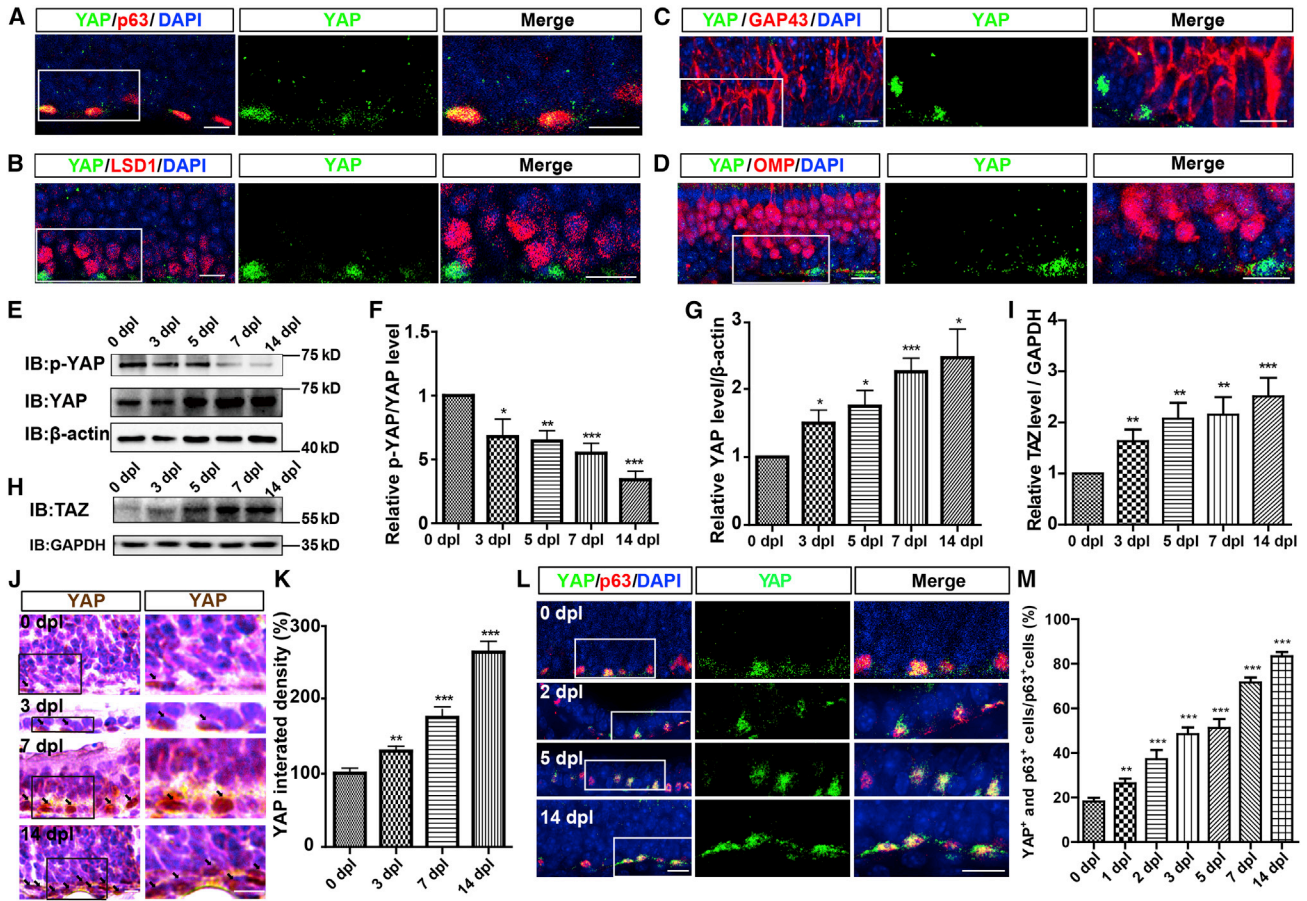 A
YAP/p63/DAPI
YAP
Merge
C
YAP/GAP43/DAPI
YAP
Merge
B
YAP/LSD1/DAPI
YAP
Merge
D
YAP/OMP/DAPI
YAP
Merge
E
0 dpl
3 dpl
5 dpl
7 dpl
14 dpl
IB:p-YAP
75 kD
IB:YAP
75 kD
IB:β-actin
40 kD
H
0 dpl
3 dpl
5 dpl
7 dpl
14 dpl
IB:TAZ
55 kD
IB:GAPDH
35 kD
F
Relative p-YAP/YAP level
1.5
1
.5
0
*
**
***
***
0 dpl 3 dpl 5 dpl 7 dpl 14 dpl
G
Relative YAP level/β-actin
3
2
1
0
*
*
***
*
0 dpl 3 dpl 5 dpl 7 dpl 14 dpl
I
Relative TAZ level / GAPDH
4
3
2
1
0
**
**
**
***
0 dpl 3 dpl 5 dpl 7 dpl 14 dpl
J
YAP
YAP
0 dpl
3 dpl
7 dpl
14 dpl
K
YAP interated density (%)
300
200
100
0
**
***
***
0 dpl
3 dpl
7 dpl
14 dpl
L
YAP/p63/DAPI
YAP
Merge
0 dpl
2 dpl
5 dpl
14 dpl
M
YAP⁺ and p63⁺ cells/p63⁺cells (%)
100
80
60
40
20
0
**
***
***
***
***
***
0 dpl
1 dpl
2 dpl
3 dpl
5 dpl
7 dpl
14 dpl